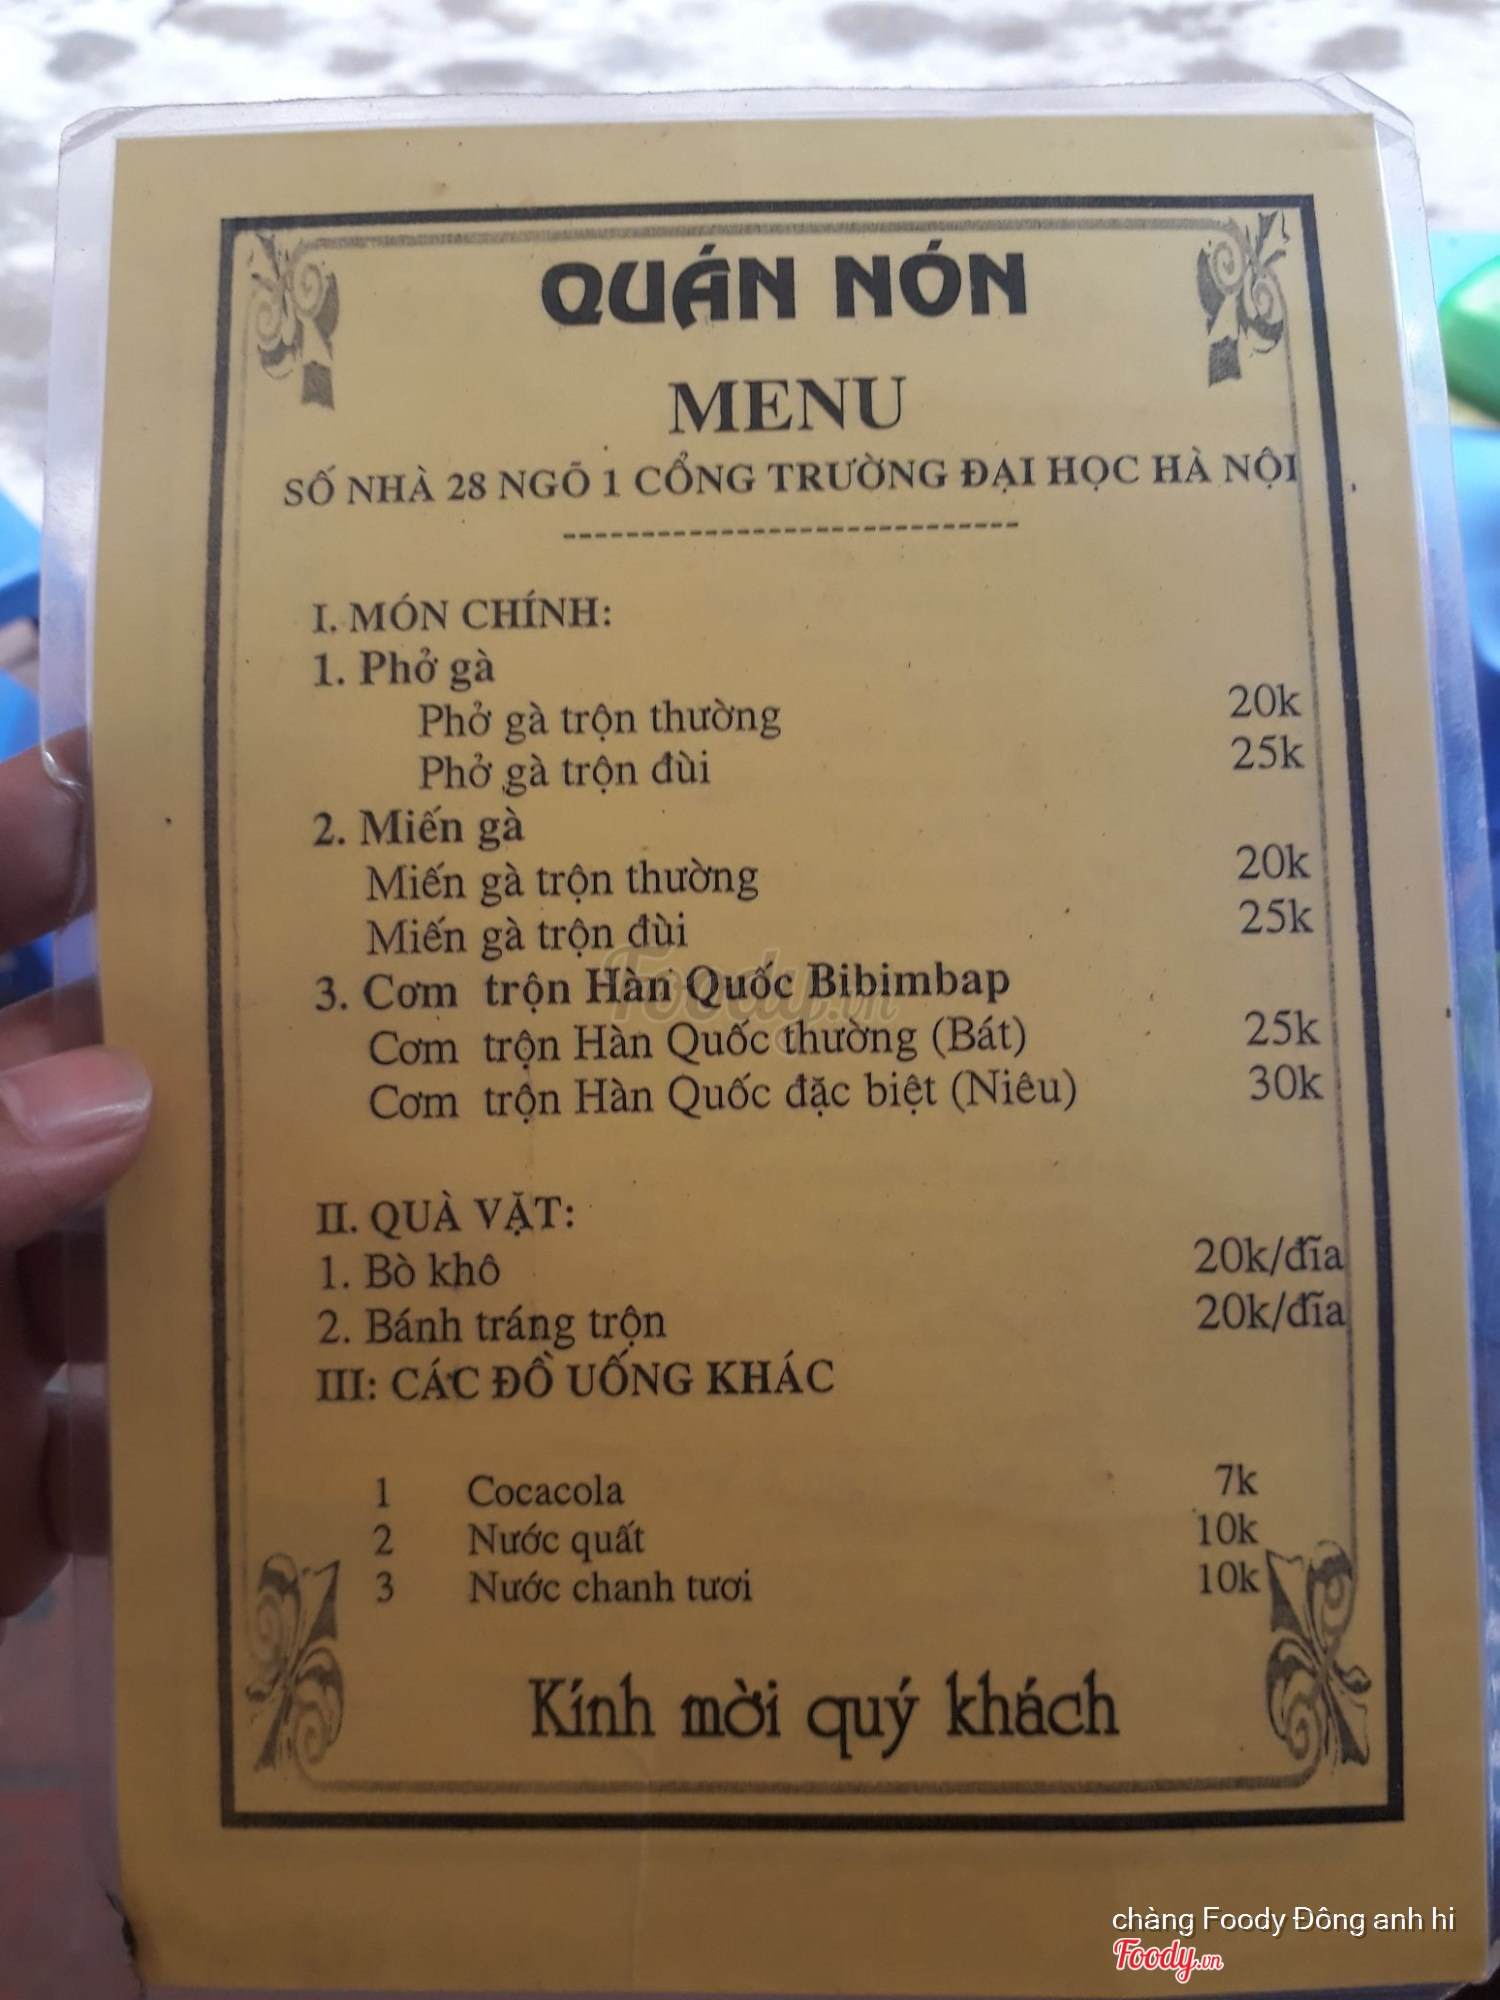 QUÁN NÓN
MENU
SỐ NHÀ 28 NGÕ 1 CỔNG TRƯỜNG ĐẠI HỌC HÀ NỘI
----------------------------
I. MÓN CHÍNH:
1. Phở gà
Phở gà trộn thường 20k
Phở gà trộn đùi 25k
2. Miến gà
Miến gà trộn thường 20k
Miến gà trộn đùi 25k
3. Cơm trộn Hàn Quốc Bibimbap
Cơm trộn Hàn Quốc thường (Bát) 25k
Cơm trộn Hàn Quốc đặc biệt (Niêu) 30k
II. QUÀ VẶT:
1. Bò khô 20k/đĩa
2. Bánh tráng trộn 20k/đĩa
III: CÁC ĐỒ UỐNG KHÁC
1 Cocacola 7k
2 Nước quất 10k
3 Nước chanh tươi 10k
Kính mời quý khách
Foody.vn
chàng Foody Đông anh hi
Foody.vn